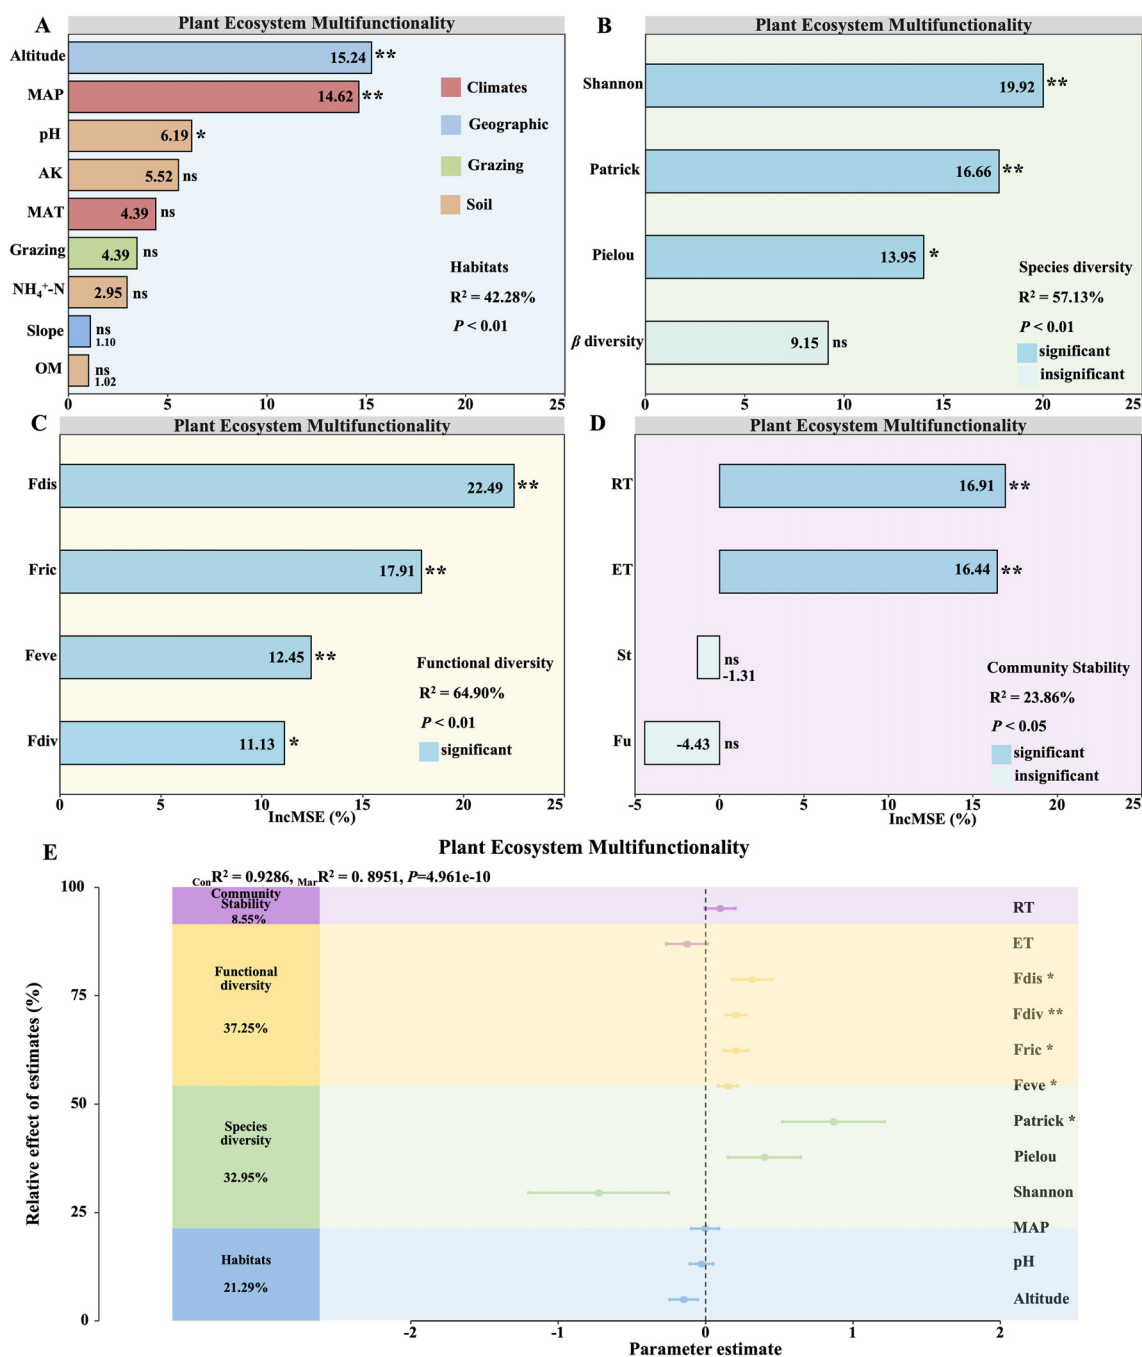 A
Plant Ecosystem Multifunctionality
Altitude
15.24
**
MAP
14.62
**
pH
6.19
*
AK
5.52
ns
MAT
4.39
ns
Grazing
4.39
ns
NH₄⁺-N
2.95
ns
Slope
ns
1.10
OM
ns
1.02
Climates
Geographic
Grazing
Soil
Habitats
R² = 42.28%
P < 0.01
0 5 10 15 20 25
B
Plant Ecosystem Multifunctionality
Shannon
19.92
**
Patrick
16.66
**
Pielou
13.95
*
β diversity
9.15
ns
Species diversity
R² = 57.13%
P < 0.01
significant
insignificant
0 5 10 15 20 25
C
Plant Ecosystem Multifunctionality
Fdis
22.49
**
Fric
17.91
**
Feve
12.45
**
Fdiv
11.13
*
Functional diversity
R² = 64.90%
P < 0.01
significant
0 5 10 15 20 25
IncMSE (%)
D
Plant Ecosystem Multifunctionality
RT
16.91
**
ET
16.44
**
St
ns
-1.31
Fu
-4.43
ns
Community Stability
R² = 23.86%
P < 0.05
significant
insignificant
-5 0 5 10 15 20 25
IncMSE (%)
E
Plant Ecosystem Multifunctionality
ConR² = 0.9286, MarR² = 0. 8951, P=4.961e-10
Relative effect of estimates (%)
100
75
50
25
0
Community
Stability
8.55%
Functional
diversity
37.25%
Species
diversity
32.95%
Habitats
21.29%
RT
ET
Fdis *
Fdiv **
Fric *
Feve *
Patrick *
Pielou
Shannon
MAP
pH
Altitude
-2 -1 0 1 2
Parameter estimate